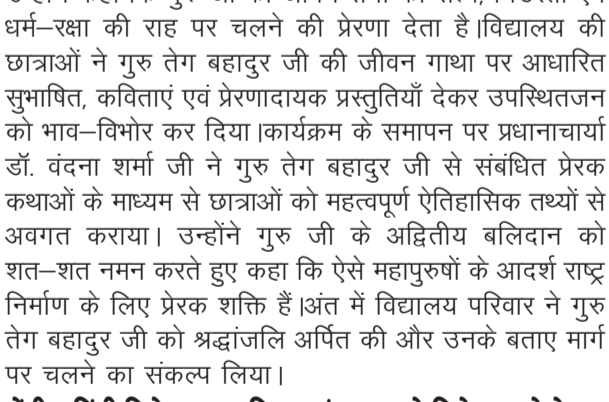 धर्म–रक्षा की राह पर चलने की प्रेरणा देता है।विद्यालय की
छात्राओं ने गुरु तेग बहादुर जी की जीवन गाथा पर आधारित
सुभाषित, कविताएं एवं प्रेरणादायक प्रस्तुतियाँ देकर उपस्थितजन
को भाव–विभोर कर दिया।कार्यक्रम के समापन पर प्रधानाचार्या
डॉ. वंदना शर्मा जी ने गुरु तेग बहादुर जी से संबंधित प्रेरक
कथाओं के माध्यम से छात्राओं को महत्वपूर्ण ऐतिहासिक तथ्यों से
अवगत कराया। उन्होंने गुरु जी के अद्वितीय बलिदान को
शत–शत नमन करते हुए कहा कि ऐसे महापुरुषों के आदर्श राष्ट्र
निर्माण के लिए प्रेरक शक्ति हैं।अंत में विद्यालय परिवार ने गुरु
तेग बहादुर जी को श्रद्धांजलि अर्पित की और उनके बताए मार्ग
पर चलने का संकल्प लिया।